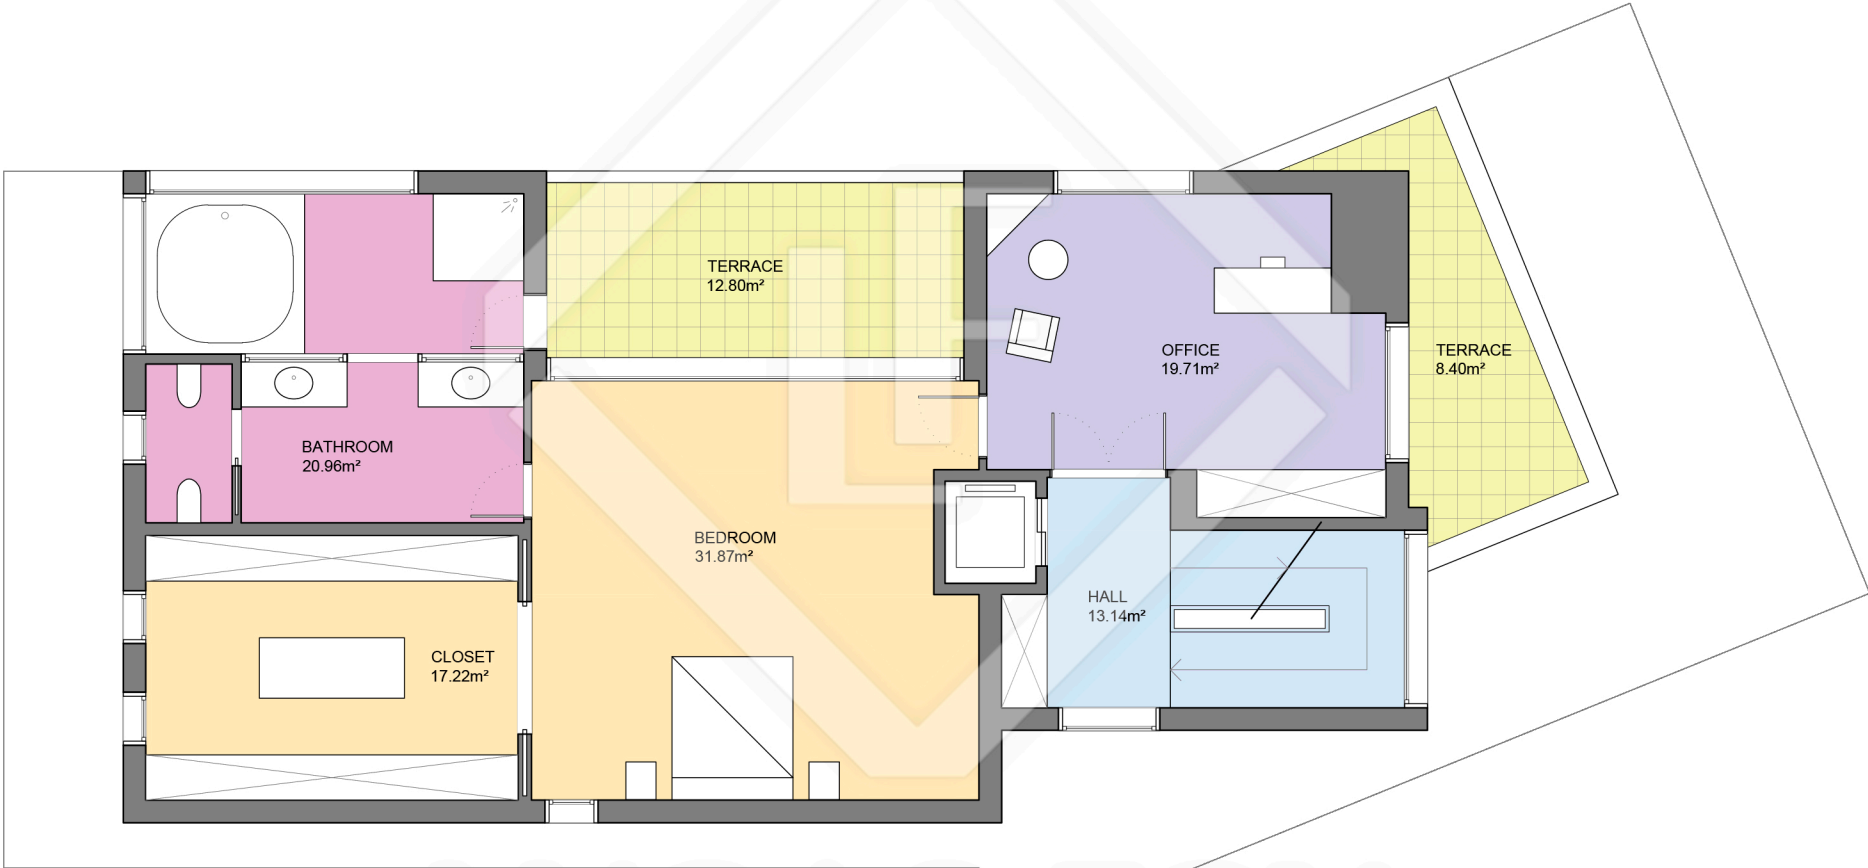 TERRACE
12.80m²
OFFICE
19.71m²
TERRACE
8.40m²
BATHROOM
20.96m²
BEDROOM
31.87m²
HALL
13.14m²
CLOSET
17.22m²